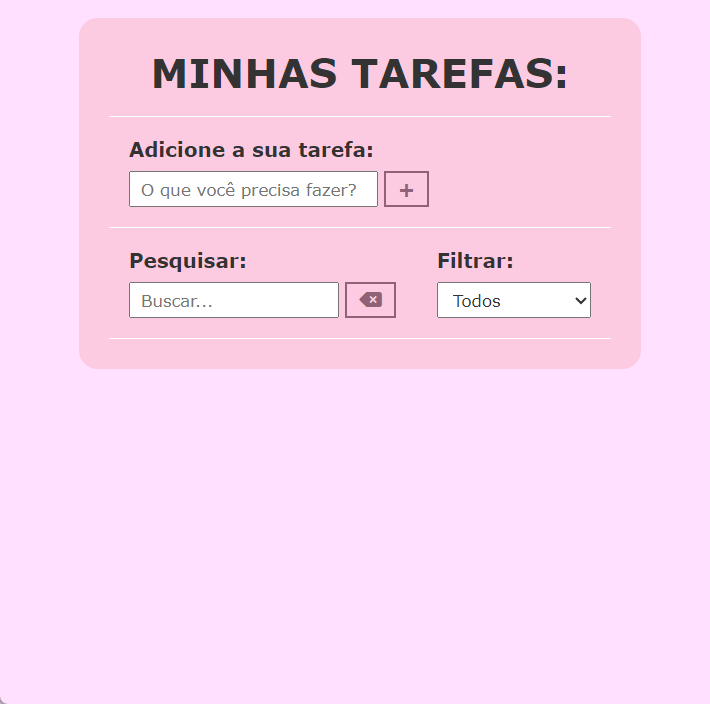 MINHAS TAREFAS:
Adicione a sua tarefa:
O que você precisa fazer? +
Pesquisar: Filtrar:
Buscar... Todos